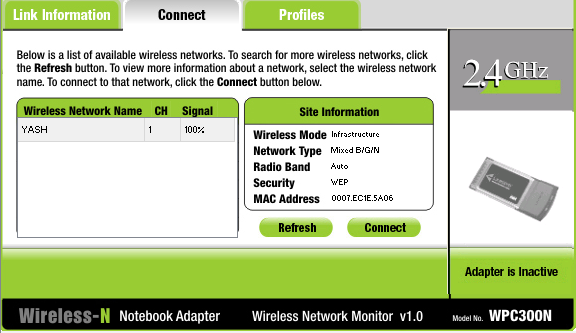 Link Information
Connect
Profiles
Below is a list of available wireless networks. To search for more wireless networks, click
the Refresh button. To view more information about a network, select the wireless network
name. To connect to that network, click the Connect button below.
2.4GHz
Wireless Network Name CH Signal
YASH 1 100%
Site Information
Wireless Mode Infrastructure
Network Type Mixed B/G/N
Radio Band Auto
Security WEP
MAC Address 0007.EC1E.5A06
Refresh
Connect
Adapter is Inactive
Wireless-N Notebook Adapter Wireless Network Monitor v1.0 Model No. WPC300N